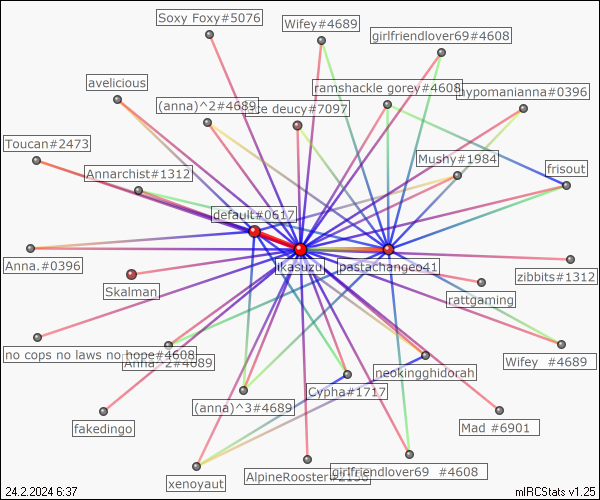 Soxy Foxy#5076
Wifey#4689
girlfriendlover69#4608
avelicious
ramshackle gorey#4608
hypomanianna#0396
(anna)^2#4689
ce deucy#7097
Toucan#2473
Mushy#1984
Annarchist#1312
frisout
default#0617
Anna.#0396
ikasuzu
pastachangeo41
zibbits#1312
Skalman
rattgaming
no cops no laws no hope#4608
Anna^2#4689
Wifey #4689
neokingghidorah
Cypha#1717
(anna)^3#4689
fakedingo
Mad #6901
xenoyaut
AlpineRooster#2156
girlfriendlover69 #4608
24.2.2024 6:37
mIRCStats v1.25